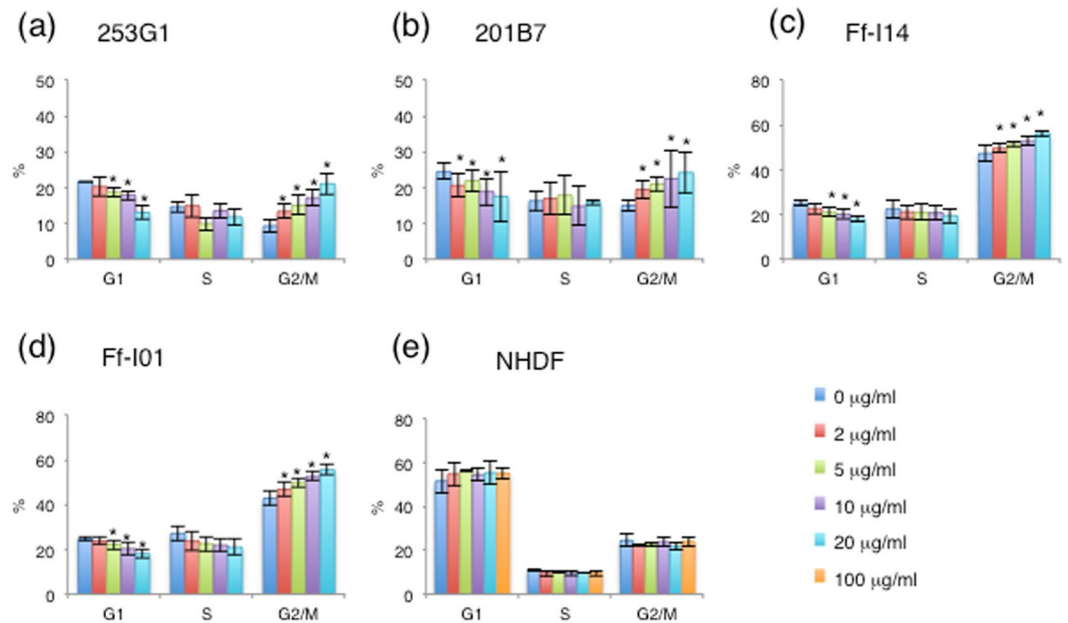 (a) 253G1
(b) 201B7
(c) Ff-I14
50
40
30
20
10
0
%
* * *
* * * *
G1 S G2/M
50
40
30
20
10
0
%
* * * *
* * * *
G1 S G2/M
80
60
40
20
0
%
* * *
* * * *
G1 S G2/M
(d) Ff-I01
(e) NHDF
80
60
40
20
0
%
* * *
* * * *
G1 S G2/M
80
60
40
20
0
%
G1 S G2/M
0 μg/ml
2 μg/ml
5 μg/ml
10 μg/ml
20 μg/ml
100 μg/ml